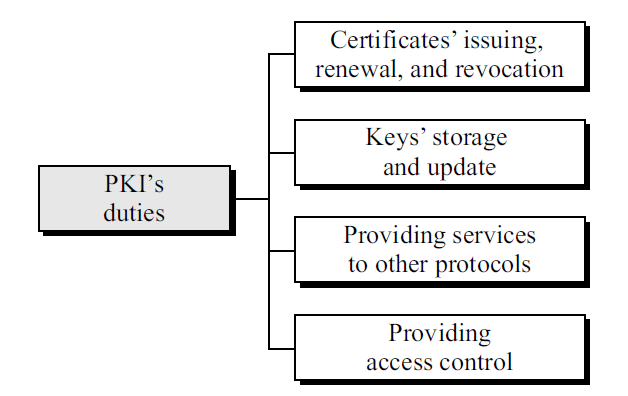 PKI’s
duties
Certificates’ issuing,
renewal, and revocation
Keys’ storage
and update
Providing services
to other protocols
Providing
access control